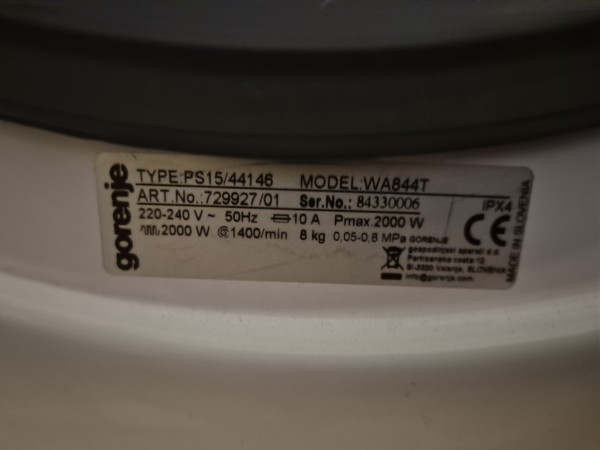 gorenje
TYPE:PS15/44146 MODEL:WA844T
ART.No.:729927/01 Ser.No.: 84330006 IPX4
220-240 V ~ 50Hz 10 A Pmax.2000 W
2000 W @1400/min 8 kg 0,05-0,8 MPa
GORENJE
gospodinjski aparati d.d.
Partizanska cesta 12
SI-3320 Velenje, SLOVENIA
info@gorenje.com
CE
MADE IN SLOVENIA